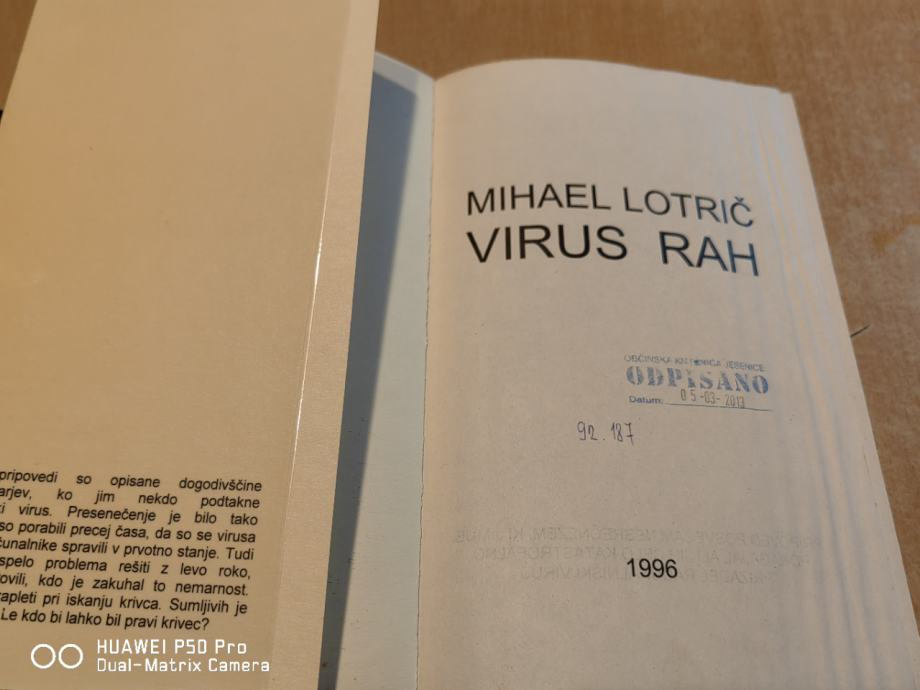 pripovedi so opisane dogodivščine
arjev, ko jim nekdo podtakne
ki virus. Presenečenje je bilo tako
so porabili precej časa, da so se virusa
čunalnike spravili v prvotno stanje. Tudi
spelo problema rešiti z levo roko,
ovili, kdo je zakuhal to nemarnost.
zapleti pri iskanju krivca. Sumljivih je
Le kdo bi lahko bil pravi krivec?
MIHAEL LOTRIČ
VIRUS RAH
OBČINSKA KNJIŽNICA JESENICE
ODPISANO
Datum: 05-03-2013
92.187
1996
HUAWEI P50 Pro
Dual-Matrix Camera